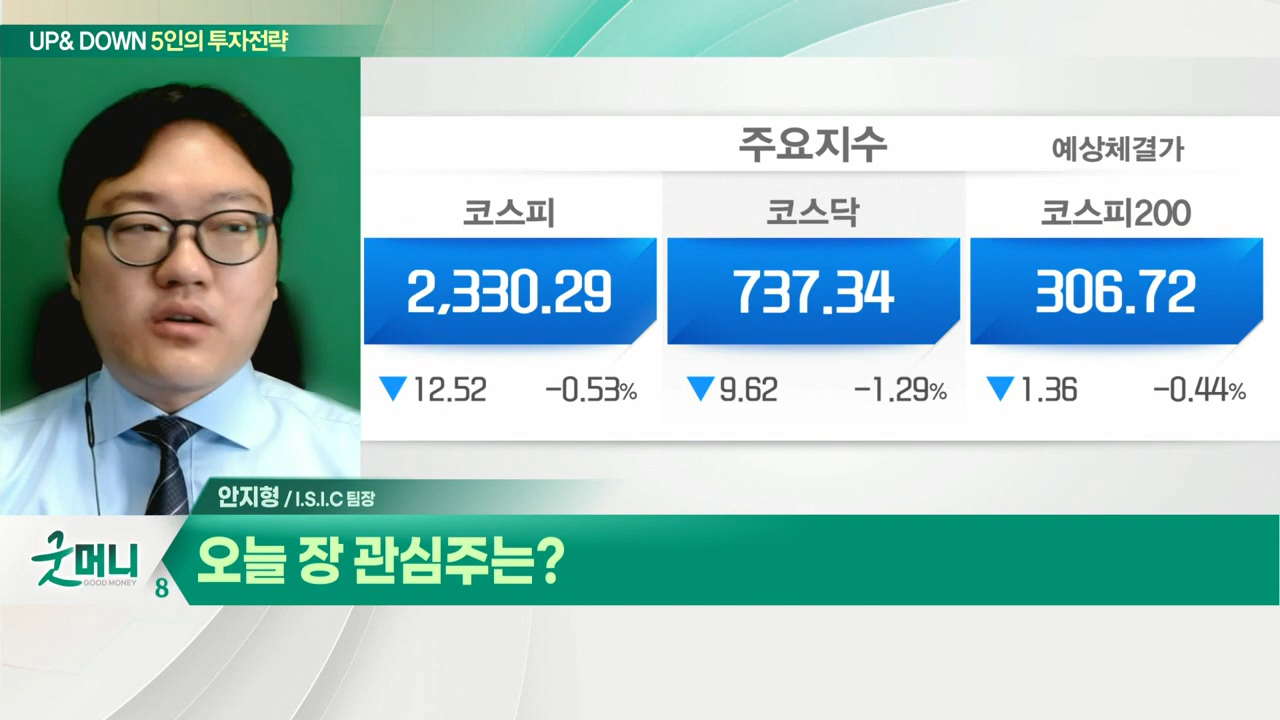 UP& DOWN 5인의 투자전략
주요지수
예상체결가
코스피
코스닥
코스피200
2,330.29
737.34
306.72
▼12.52 -0.53%
▼9.62 -1.29%
▼1.36 -0.44%
안지형 / I.S.I.C 팀장
굿머니
GOOD MONEY
8
오늘 장 관심주는?